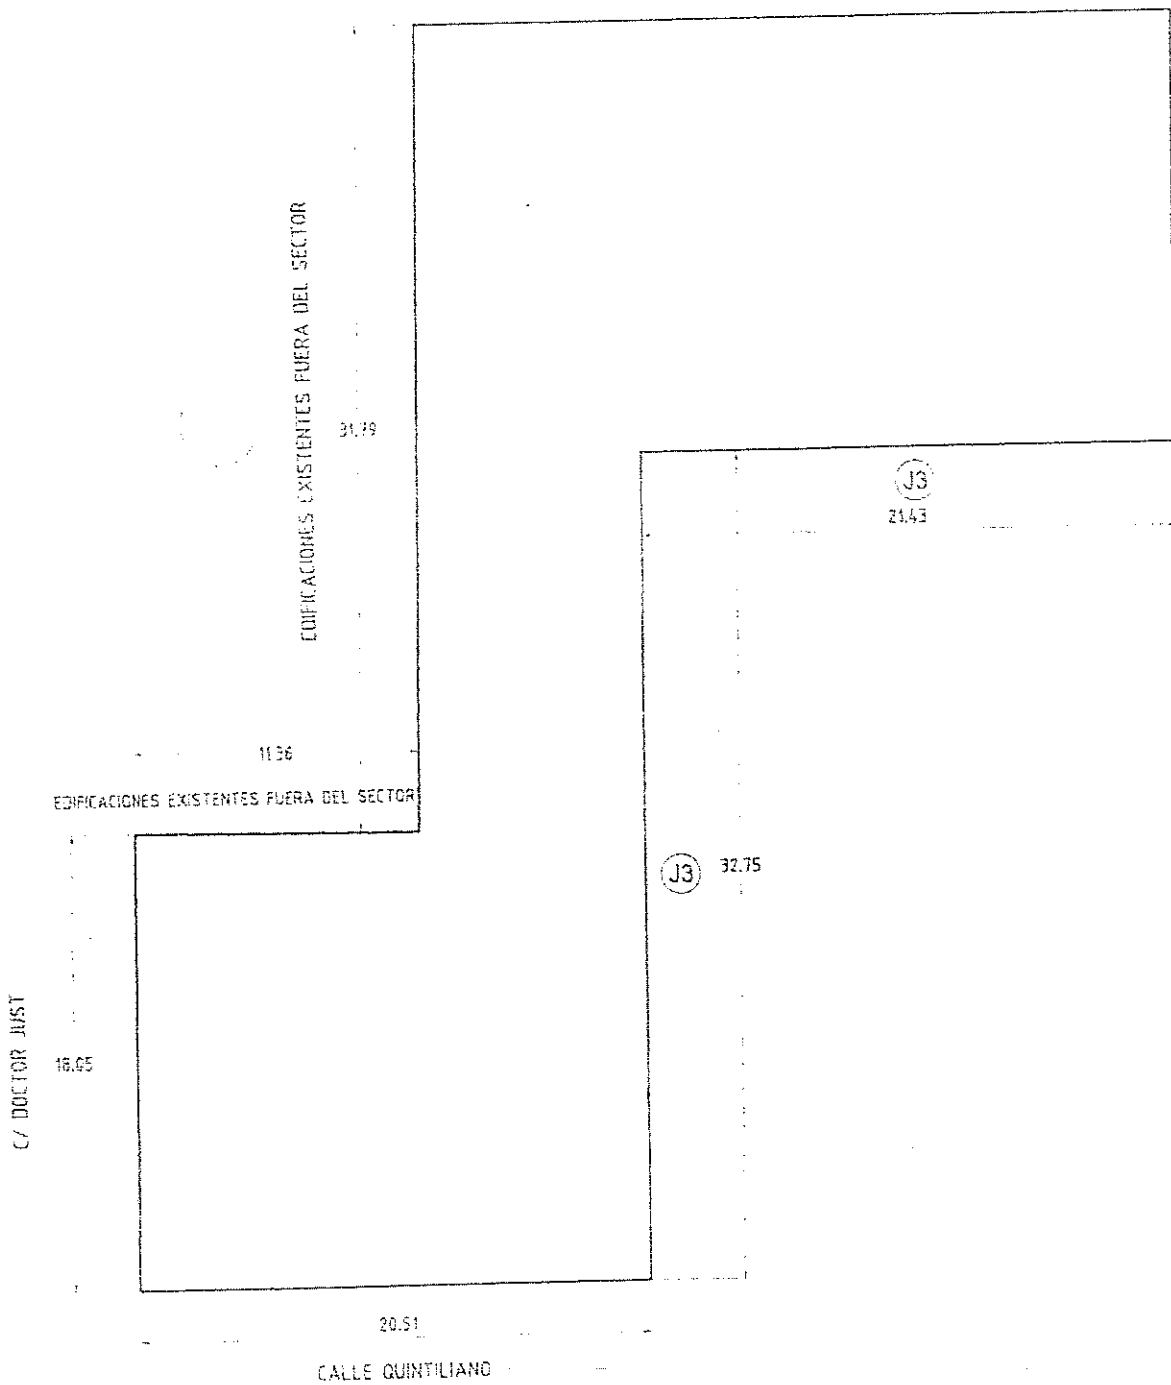 EDIFICACIONES EXISTENTES FUERA DEL SECTOR
31.79
J3
21.43
11.36
EDIFICACIONES EXISTENTES FUERA DEL SECTOR
J3
32.75
C/ DOCTOR JUST
18.05
20.51
CALLE QUINTILIANO